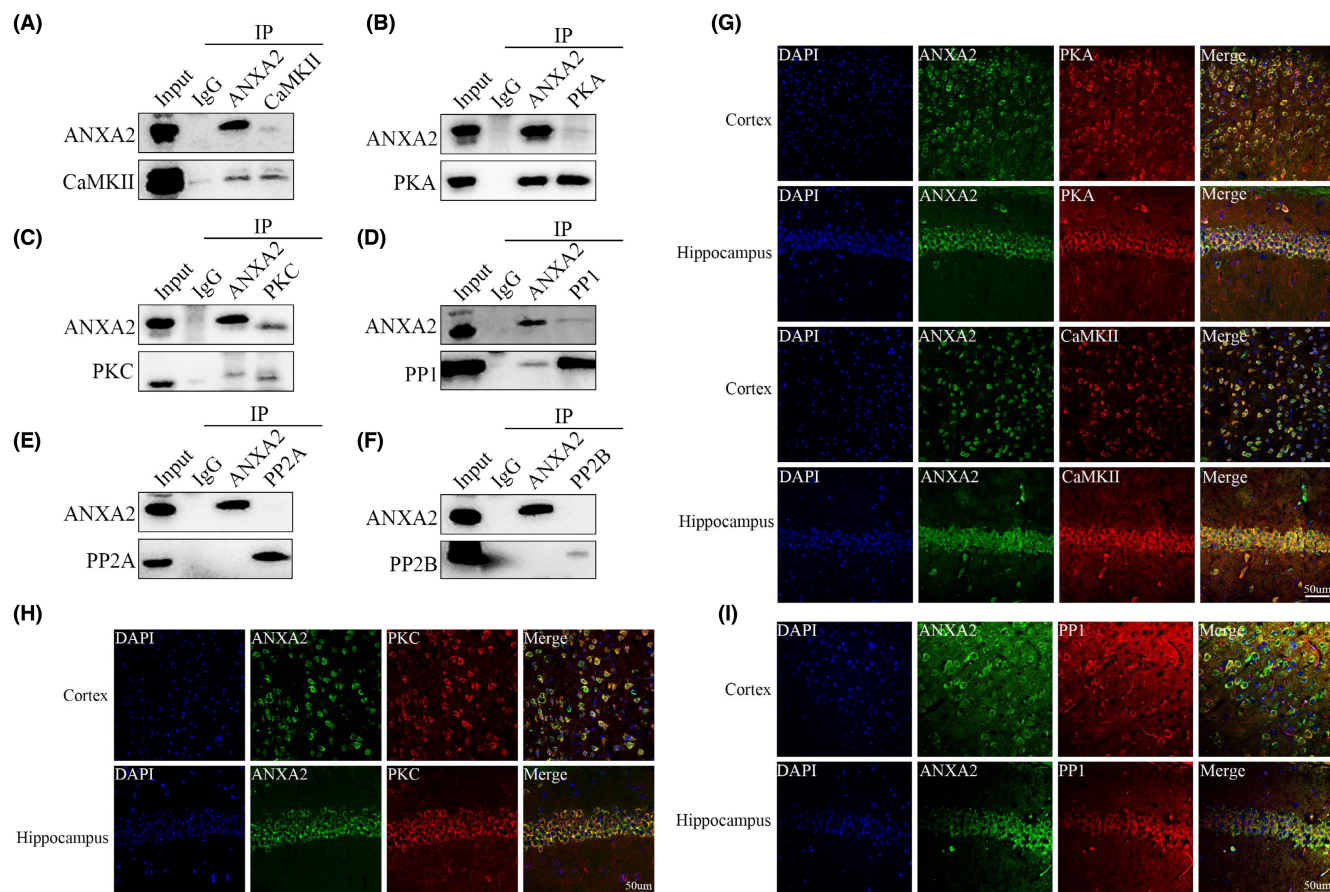 (A)
IP
Input IgG ANXA2 CaMKII
ANXA2
CaMKII
(B)
IP
Input IgG ANXA2 PKA
ANXA2
PKA
(C)
IP
Input IgG ANXA2 PKC
ANXA2
PKC
(D)
IP
Input IgG ANXA2 PP1
ANXA2
PP1
(E)
IP
Input IgG ANXA2 PP2A
ANXA2
PP2A
(F)
IP
Input IgG ANXA2 PP2B
ANXA2
PP2B
(G)
DAPI ANXA2 PKA Merge
Cortex
DAPI ANXA2 PKA Merge
Hippocampus
DAPI ANXA2 CaMKII Merge
Cortex
DAPI ANXA2 CaMKII Merge
Hippocampus
50um
(H)
DAPI ANXA2 PKC Merge
Cortex
DAPI ANXA2 PKC Merge
Hippocampus
50um
(I)
DAPI ANXA2 PP1 Merge
Cortex
DAPI ANXA2 PP1 Merge
Hippocampus
50um